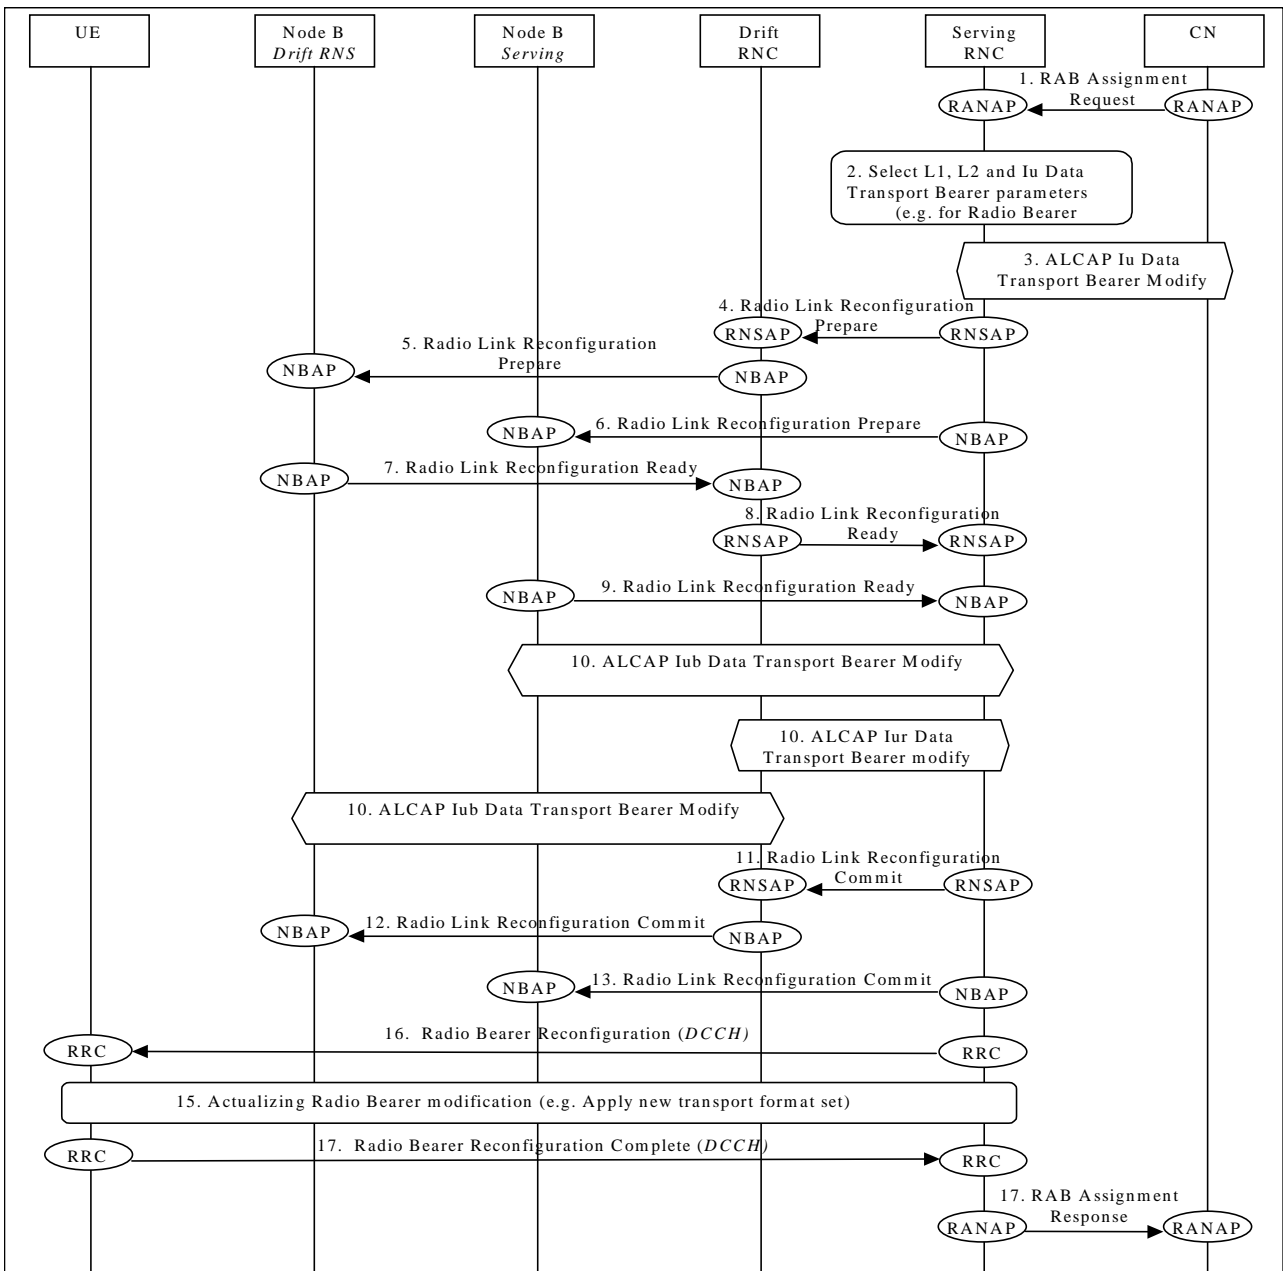 UE
Node B
Drift RNS
Node B
Serving
Drift
RNC
Serving
RNC
CN
1. RAB Assignment
Request
RANAP
RANAP
2. Select L1, L2 and Iu Data
Transport Bearer parameters
(e.g. for Radio Bearer
3. ALCAP Iu Data
Transport Bearer Modify
4. Radio Link Reconfiguration
Prepare
RNSAP
RNSAP
5. Radio Link Reconfiguration
Prepare
NBAP
NBAP
6. Radio Link Reconfiguration Prepare
NBAP
NBAP
7. Radio Link Reconfiguration Ready
NBAP
NBAP
8. Radio Link Reconfiguration
Ready
RNSAP
RNSAP
9. Radio Link Reconfiguration Ready
NBAP
NBAP
10. ALCAP Iub Data Transport Bearer Modify
10. ALCAP Iur Data
Transport Bearer modify
10. ALCAP Iub Data Transport Bearer Modify
11. Radio Link Reconfiguration
Commit
RNSAP
RNSAP
12. Radio Link Reconfiguration Commit
NBAP
NBAP
13. Radio Link Reconfiguration Commit
NBAP
NBAP
16. Radio Bearer Reconfiguration (DCCH)
RRC
RRC
15. Actualizing Radio Bearer modification (e.g. Apply new transport format set)
17. Radio Bearer Reconfiguration Complete (DCCH)
RRC
RRC
17. RAB Assignment
Response
RANAP
RANAP